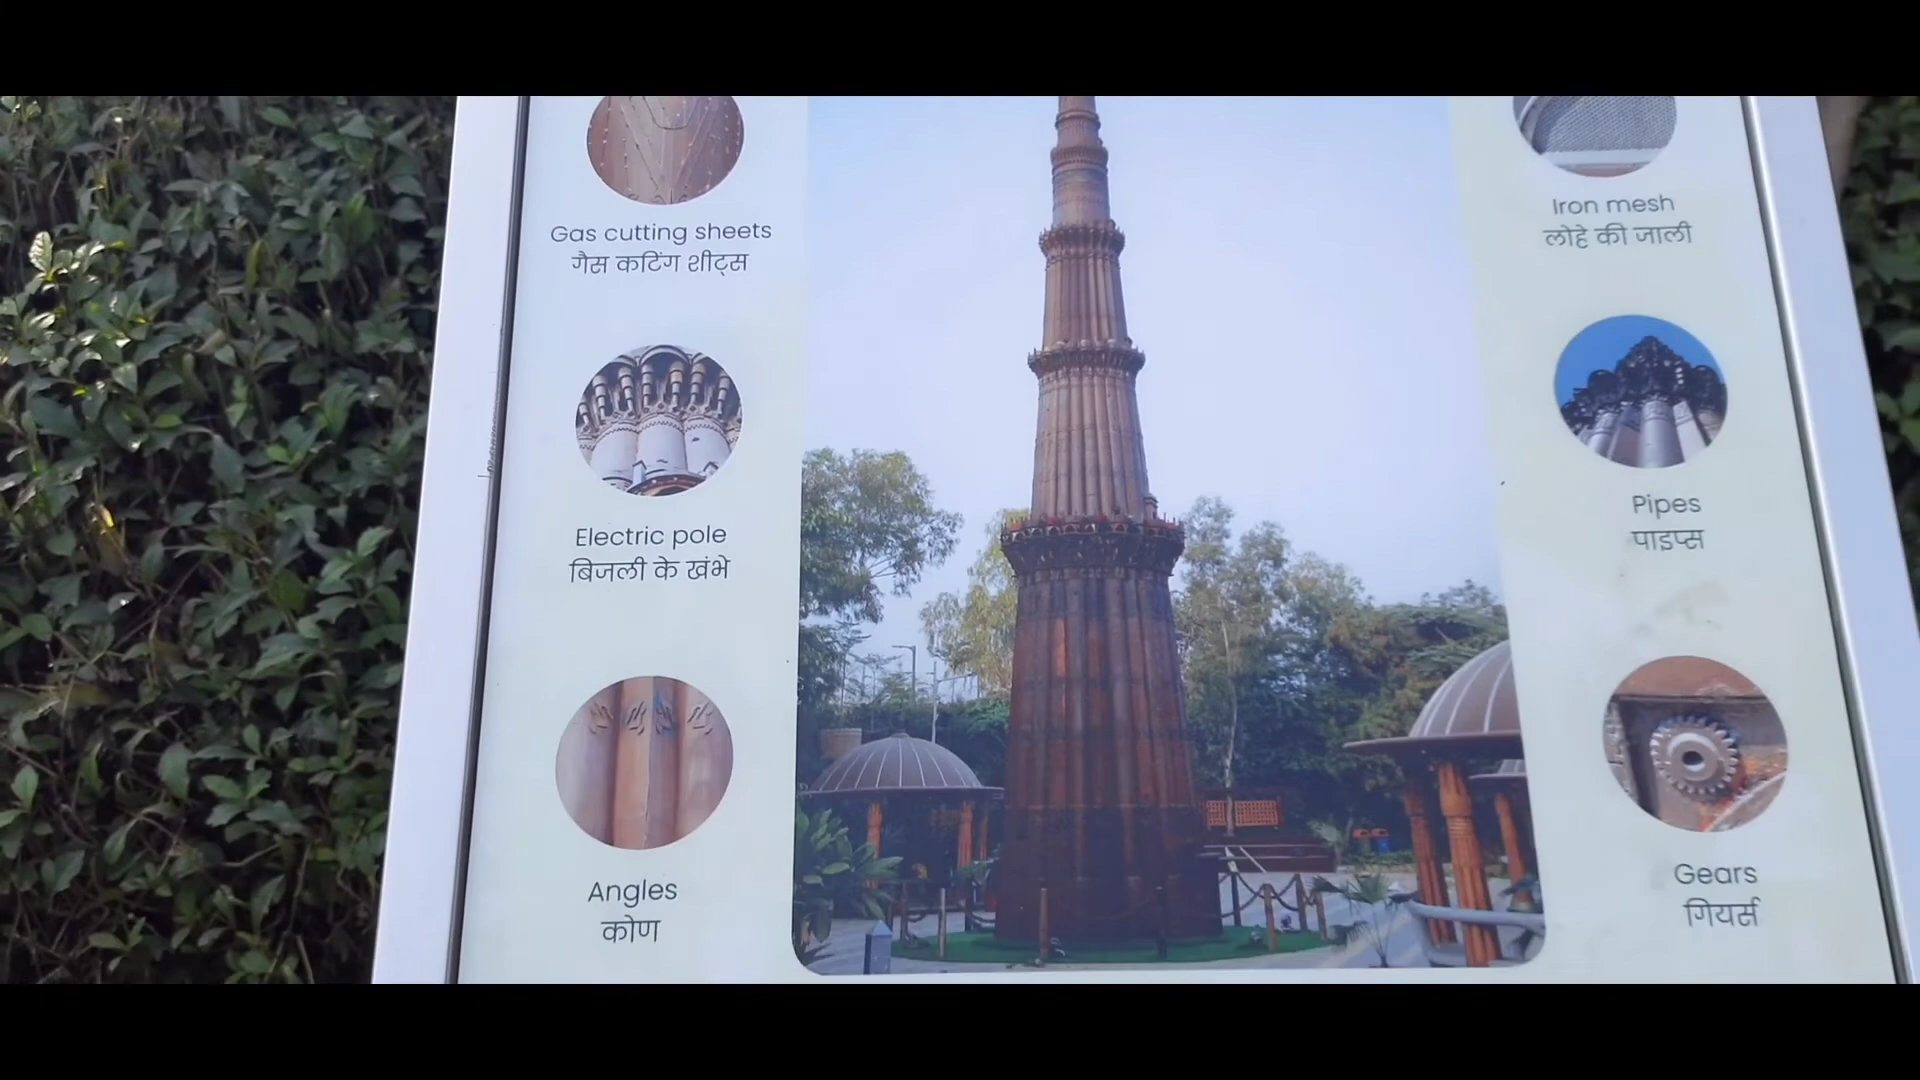 Gas cutting sheets
गैस कटिंग शीट्स
Electric pole
बिजली के खंभे
Angles
कोण
Iron mesh
लोहे की जाली
Pipes
पाइप्स
Gears
गियर्स